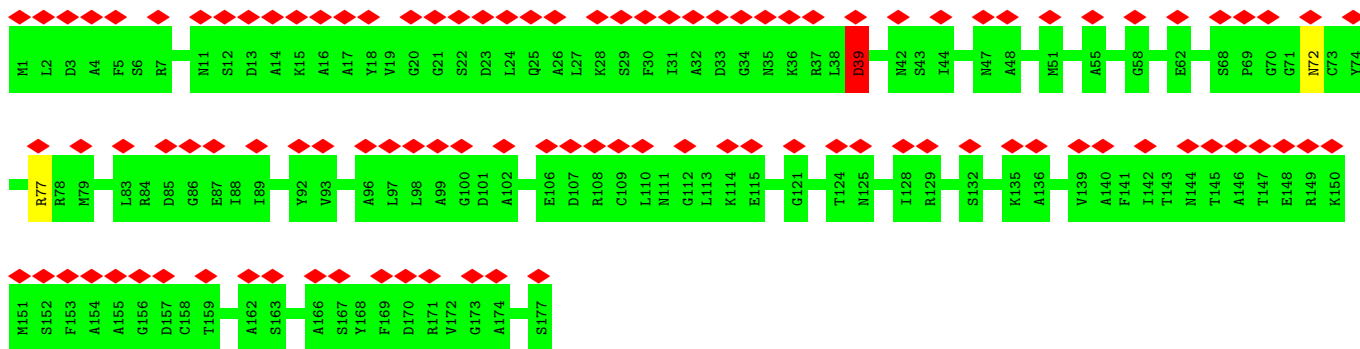 M1 L2 D3 A4 F5 S6 R7 N11 S12 D13 A14 K15 A16 A17 Y18 V19 G20 G21 S22 D23 L24 Q25 A26 L27 K28 S29 F30 I31 A32 D33 G34 N35 K36 R37 L38 D39 N42 S43 I44 N47 A48 M51 A55 G58 E62 S68 P69 G70 G71 N72 C73 Y74
R77 R78 M79 L83 R84 D85 G86 E87 I88 I89 Y92 V93 A96 L97 L98 A99 G100 D101 A102 E106 D107 R108 C109 L110 N111 G112 L113 K114 E115 G121 T124 N125 I128 R129 S132 K135 A136 V139 A140 F141 I142 T143 N144 T145 A146 T147 E148 R149 K150
M151 S152 F153 A154 A155 G156 D157 C158 T159 A162 S163 A166 S167 Y168 F169 D170 R171 V172 G173 A174 S177